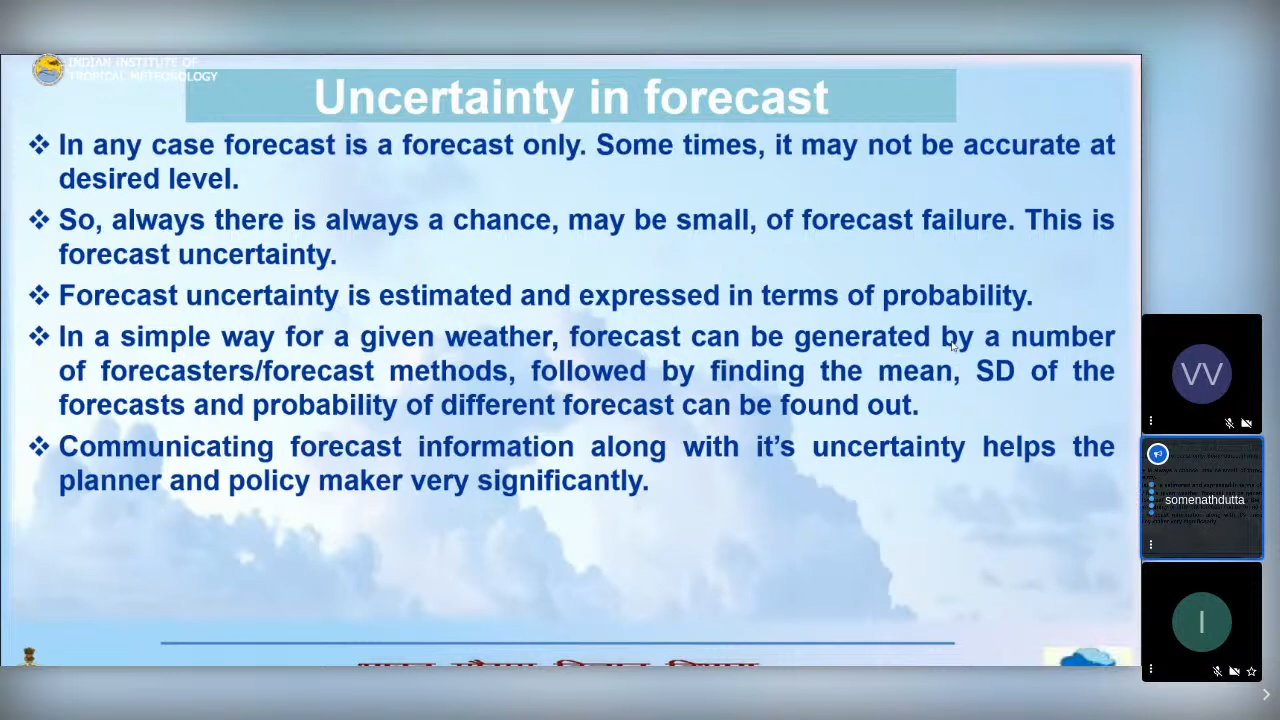 INDIAN INSTITUTE OF
TROPICAL METEOROLOGY
Uncertainty in forecast
❖ In any case forecast is a forecast only. Some times, it may not be accurate at
desired level.
❖ So, always there is always a chance, may be small, of forecast failure. This is
forecast uncertainty.
❖ Forecast uncertainty is estimated and expressed in terms of probability.
❖ In a simple way for a given weather, forecast can be generated by a number
of forecasters/forecast methods, followed by finding the mean, SD of the
forecasts and probability of different forecast can be found out.
❖ Communicating forecast information along with it’s uncertainty helps the
planner and policy maker very significantly.
VV
somenathdutta
I